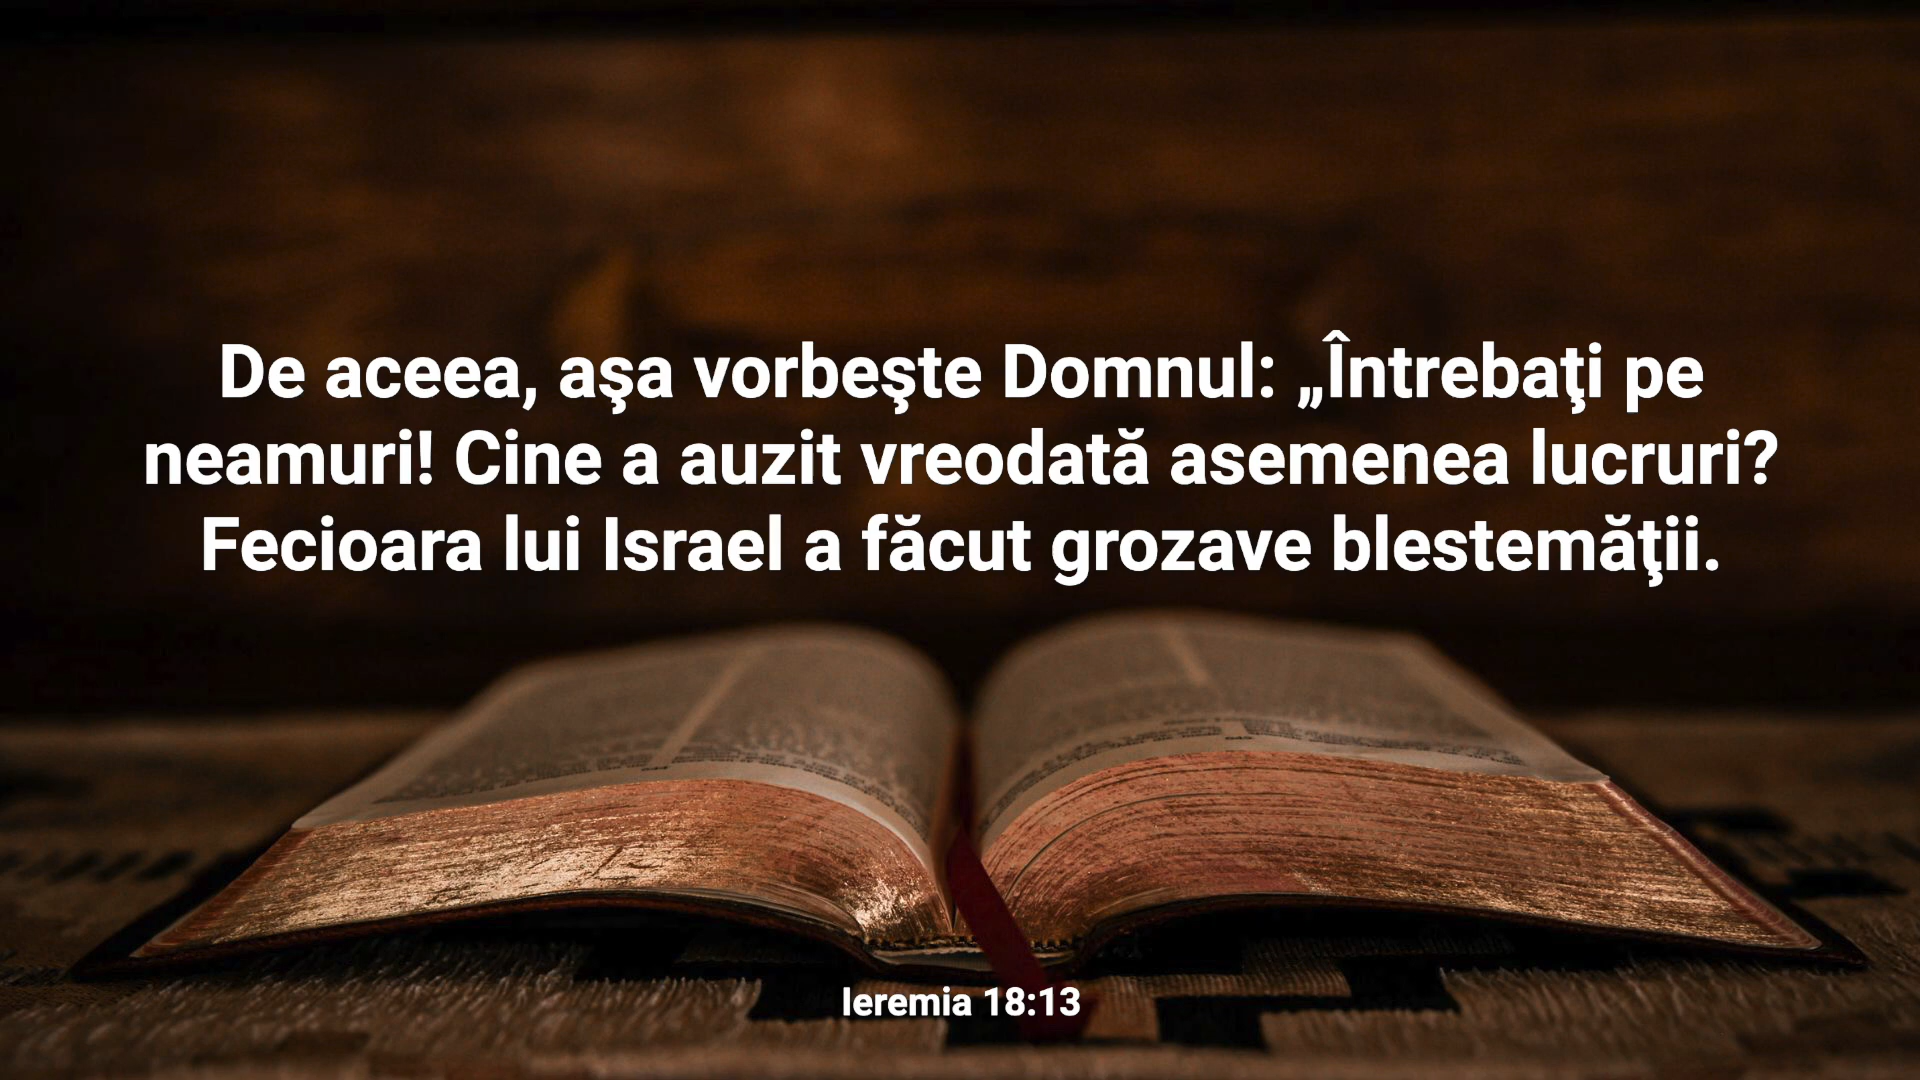 De aceea, aşa vorbeşte Domnul: „Întrebaţi pe
neamuri! Cine a auzit vreodată asemenea lucruri?
Fecioara lui Israel a făcut grozave blestemăţii.
Ieremia 18:13